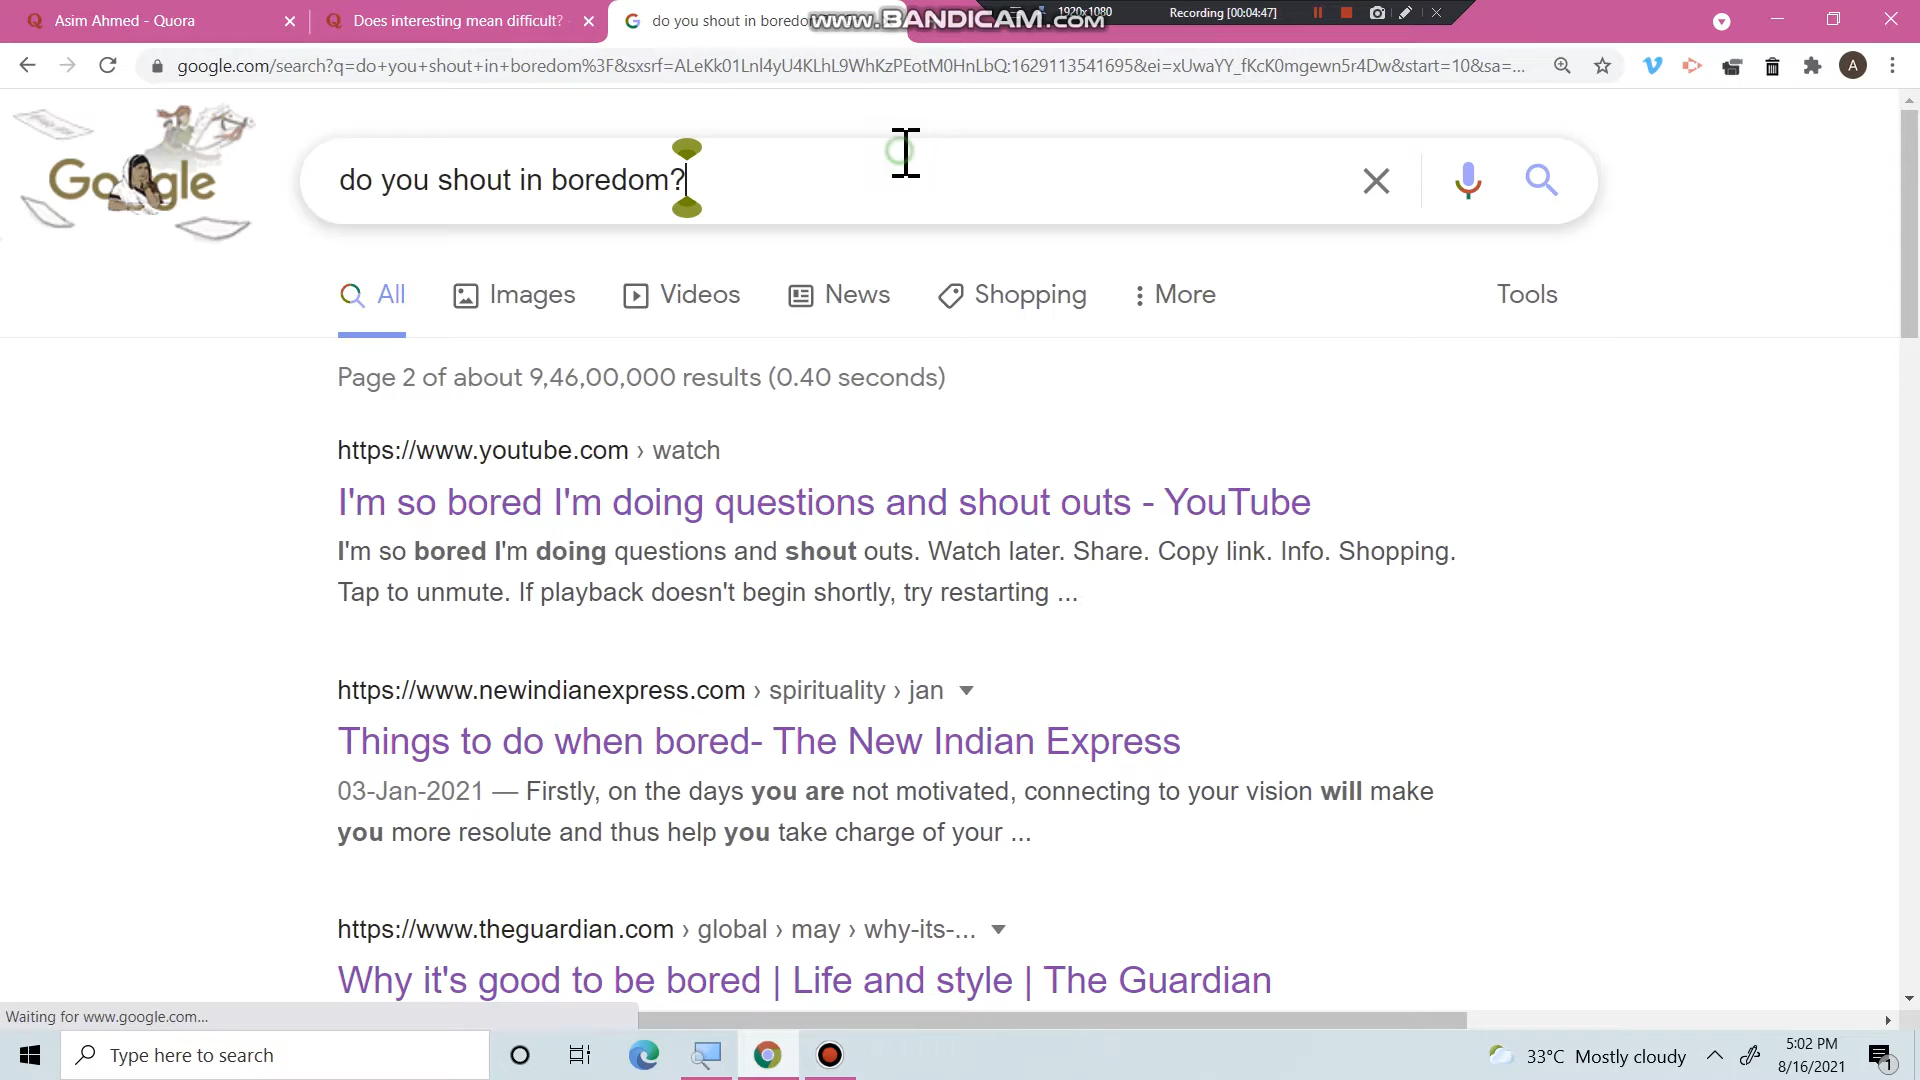 Asim Ahmed - Quora
Does interesting mean difficult? -
do you shout in boredo
www.BANDICAM.com
1920x1080
Recording [00:04:47]
google.com/search?q=do+you+shout+in+boredom%3F&sxsrf=ALeKk01Lnl4yU4KLhL9WhKzPEotM0HnLbQ:1629113541695&ei=xUwaYY_fKcK0mgewn5r4Dw&start=10&sa=...
A
Google
do you shout in boredom?
All
Images
Videos
News
Shopping
More
Tools
Page 2 of about 9,46,00,000 results (0.40 seconds)
https://www.youtube.com › watch
I'm so bored I'm doing questions and shout outs - YouTube
I'm so bored I'm doing questions and shout outs. Watch later. Share. Copy link. Info. Shopping.
Tap to unmute. If playback doesn't begin shortly, try restarting ...
https://www.newindianexpress.com › spirituality › jan
Things to do when bored- The New Indian Express
03-Jan-2021 — Firstly, on the days you are not motivated, connecting to your vision will make
you more resolute and thus help you take charge of your ...
https://www.theguardian.com › global › may › why-its-...
Why it's good to be bored | Life and style | The Guardian
Waiting for www.google.com...
Type here to search
33°C Mostly cloudy
5:02 PM
8/16/2021
1